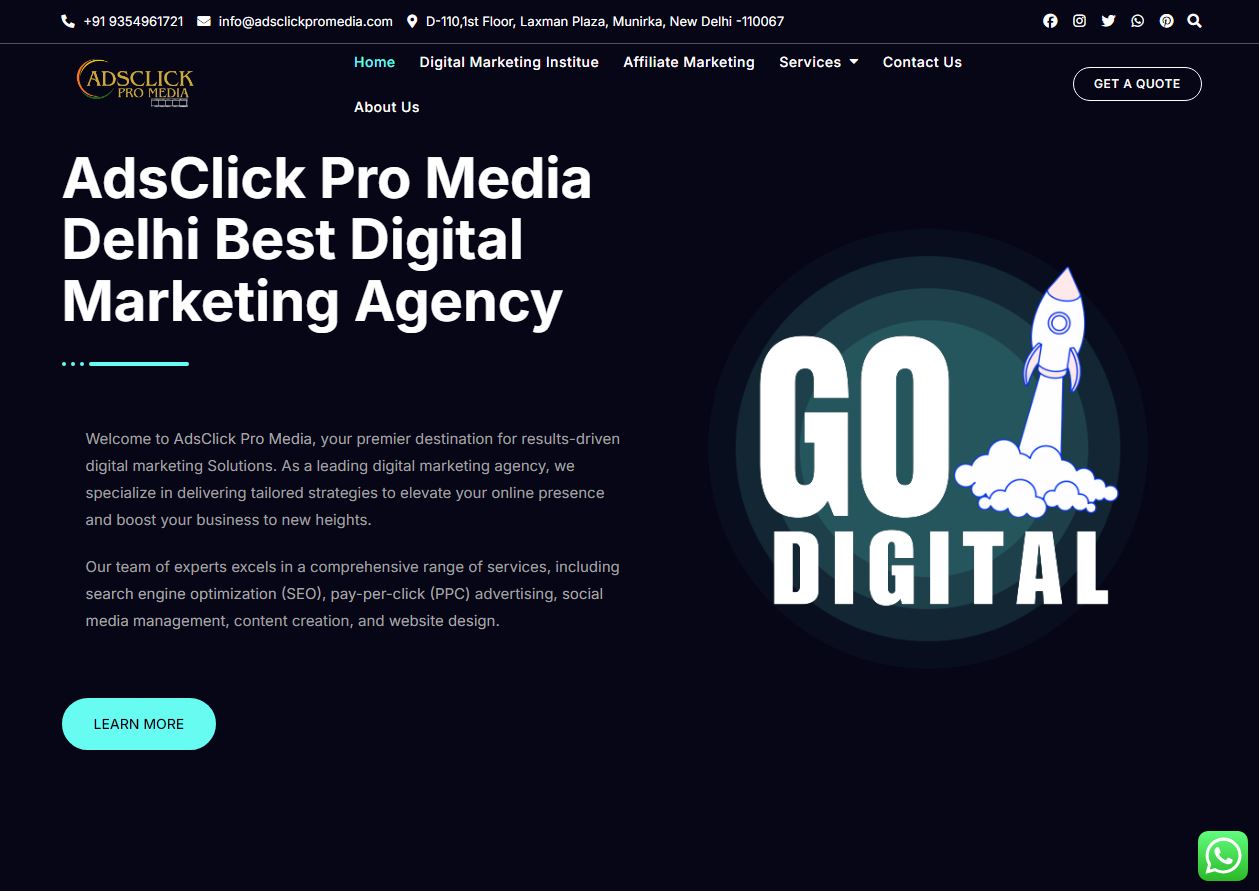 +91 9354961721 info@adsclickpromedia.com D-110,1st Floor, Laxman Plaza, Munirka, New Delhi -110067
ADSCLICK
PRO MEDIA
Home Digital Marketing Institue Affiliate Marketing Services Contact Us
About Us
GET A QUOTE
AdsClick Pro Media
Delhi Best Digital
Marketing Agency
Welcome to AdsClick Pro Media, your premier destination for results-driven
digital marketing Solutions. As a leading digital marketing agency, we
specialize in delivering tailored strategies to elevate your online presence
and boost your business to new heights.
Our team of experts excels in a comprehensive range of services, including
search engine optimization (SEO), pay-per-click (PPC) advertising, social
media management, content creation, and website design.
LEARN MORE
GO
DIGITAL